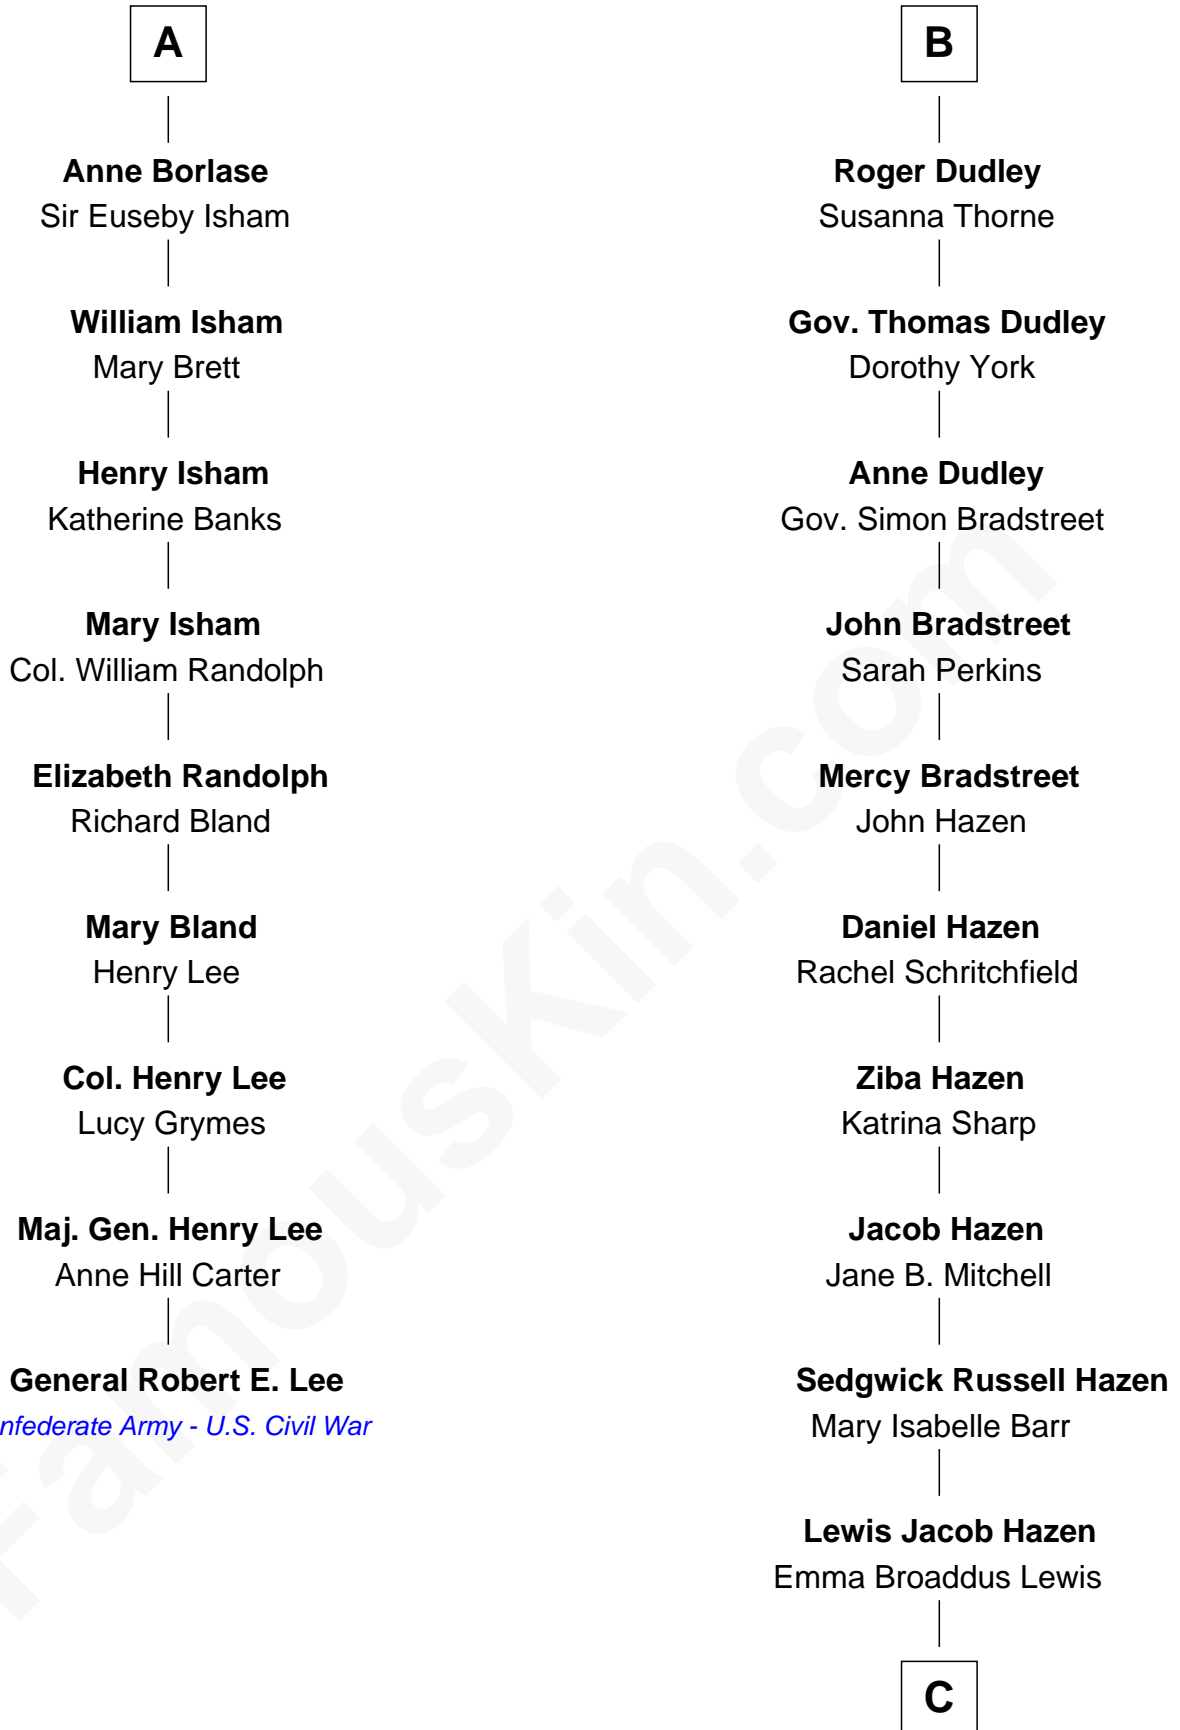 A
Anne Borlase
Sir Euseby Isham
William Isham
Mary Brett
Henry Isham
Katherine Banks
Mary Isham
Col. William Randolph
Elizabeth Randolph
Richard Bland
Mary Bland
Henry Lee
Col. Henry Lee
Lucy Grymes
Maj. Gen. Henry Lee
Anne Hill Carter
General Robert E. Lee
nfederate Army - U.S. Civil War
B
Roger Dudley
Susanna Thorne
Gov. Thomas Dudley
Dorothy York
Anne Dudley
Gov. Simon Bradstreet
John Bradstreet
Sarah Perkins
Mercy Bradstreet
John Hazen
Daniel Hazen
Rachel Schritchfield
Ziba Hazen
Katrina Sharp
Jacob Hazen
Jane B. Mitchell
Sedgwick Russell Hazen
Mary Isabelle Barr
Lewis Jacob Hazen
Emma Broaddus Lewis
C
FamousKin.com